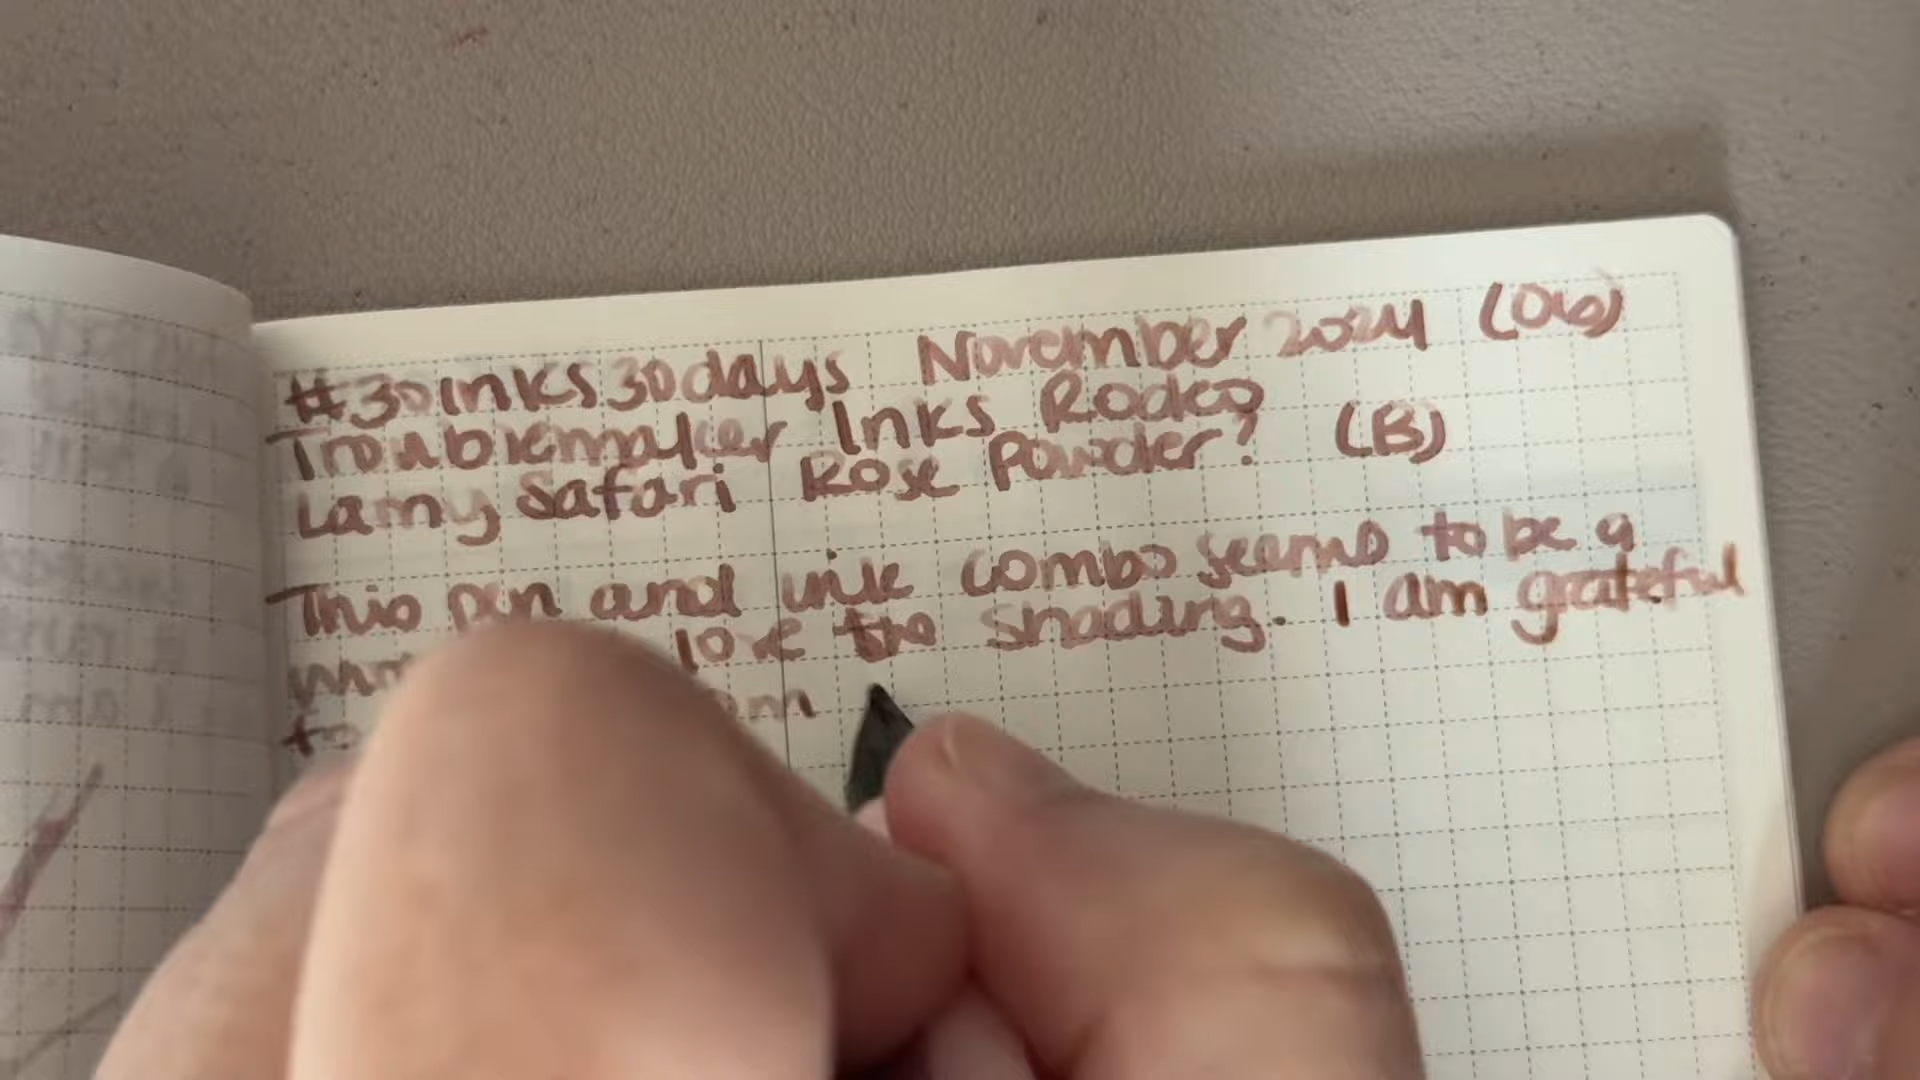 #30inks30days November 2024 (06)
Troublemaker Inks Rodeo
Lamy Safari Rose Powder? (B)
This pen and ink combo seems to be a
love the shading. I am grateful